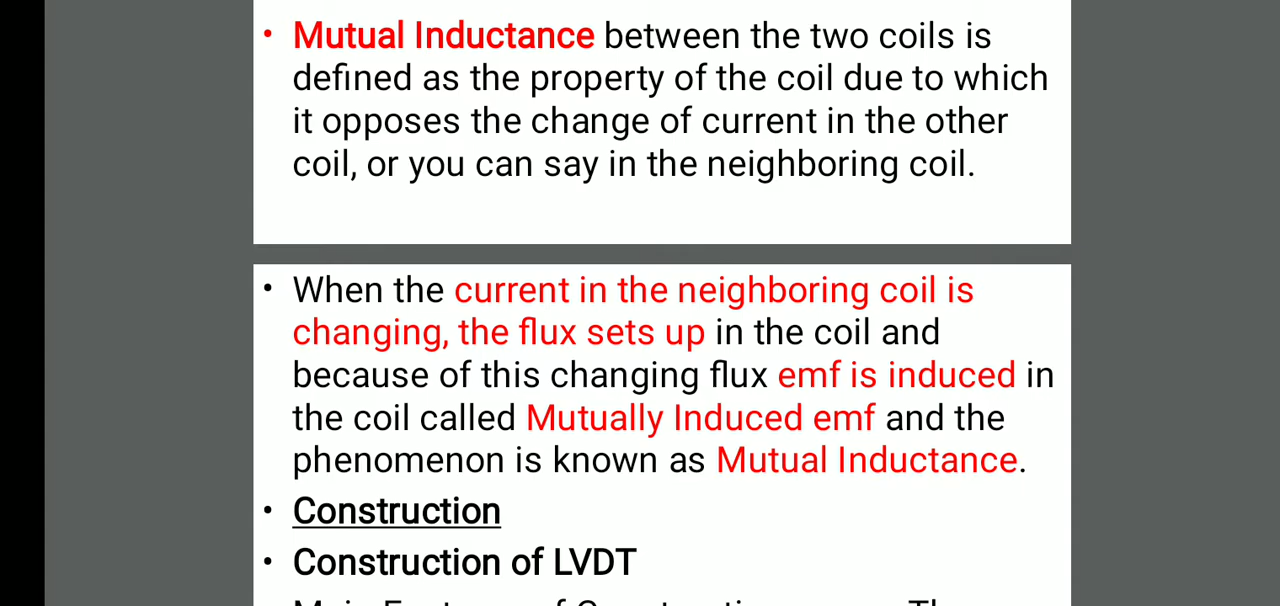 • Mutual Inductance between the two coils is
defined as the property of the coil due to which
it opposes the change of current in the other
coil, or you can say in the neighboring coil.
• When the current in the neighboring coil is
changing, the flux sets up in the coil and
because of this changing flux emf is induced in
the coil called Mutually Induced emf and the
phenomenon is known as Mutual Inductance.
• Construction
• Construction of LVDT